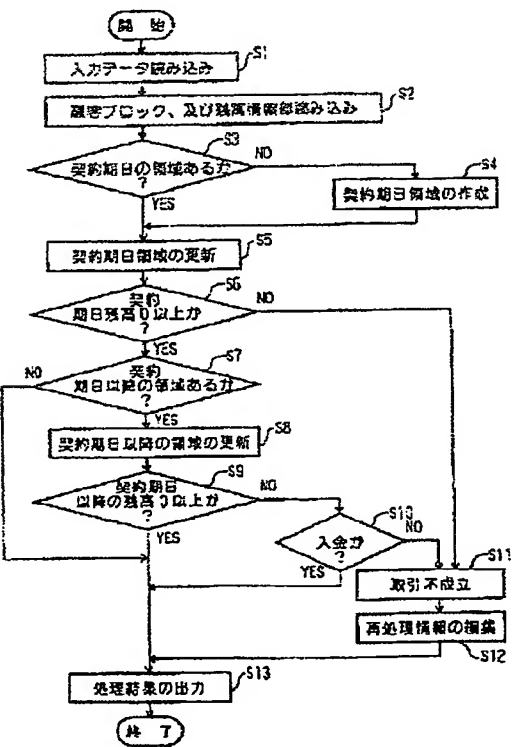 開 始
S1
入力データ読み込み
S2
顧客ブロック、及び残高情報部読み込み
S3
契約期日の領域あるか
?
NO
YES
S4
契約期日領域の作成
S5
契約期日領域の更新
S6
契約
期日残高0以上か
?
NO
YES
S7
契約
期日以降の領域あるか
?
NO
YES
S8
契約期日以降の領域の更新
S9
契約期日
以降の残高0以上か
?
NO
YES
S10
入金か
?
NO
YES
S11
取引不成立
再処理情報の編集
S12
S13
処理結果の出力
終 了